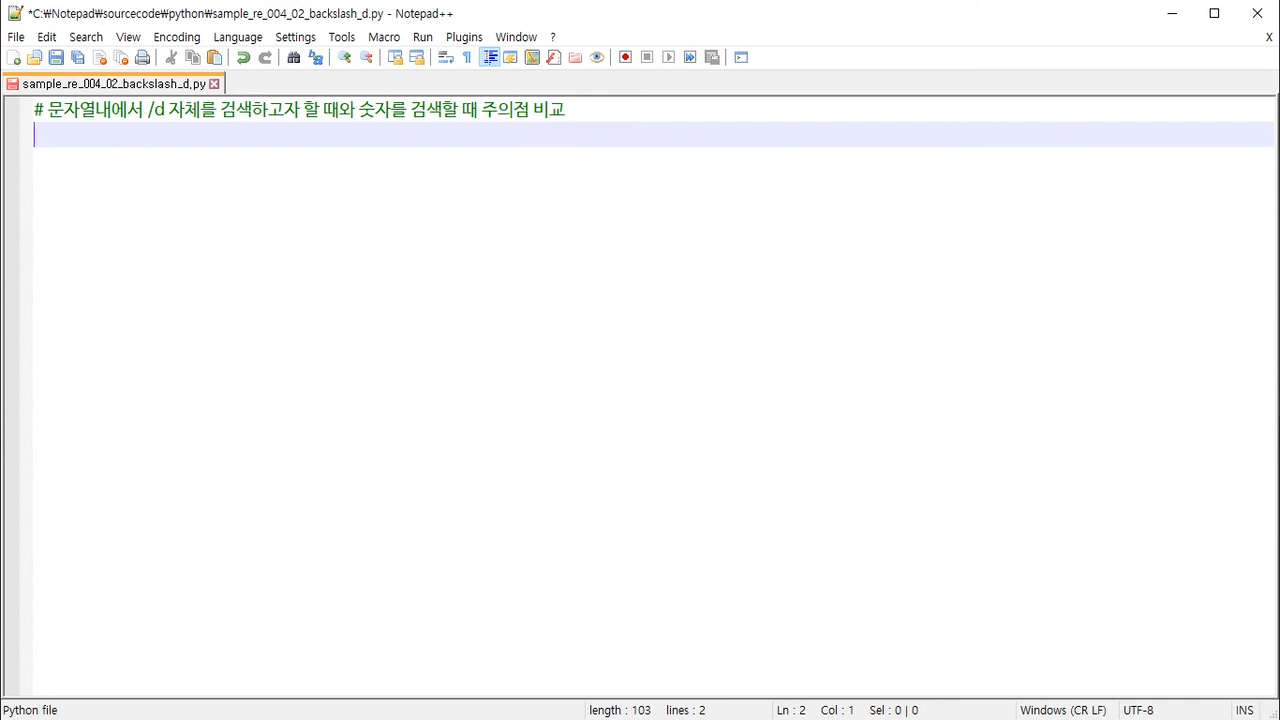 *C:₩Notepad₩sourcecode₩python₩sample_re_004_02_backslash_d.py - Notepad++
File Edit Search View Encoding Language Settings Tools Macro Run Plugins Window ? X
sample_re_004_02_backslash_d.py
# 문자열내에서 /d 자체를 검색하고자 할 때와 숫자를 검색할 때 주의점 비교
Python file length : 103 lines : 2 Ln : 2 Col : 1 Sel : 0 | 0 Windows (CR LF) UTF-8 INS